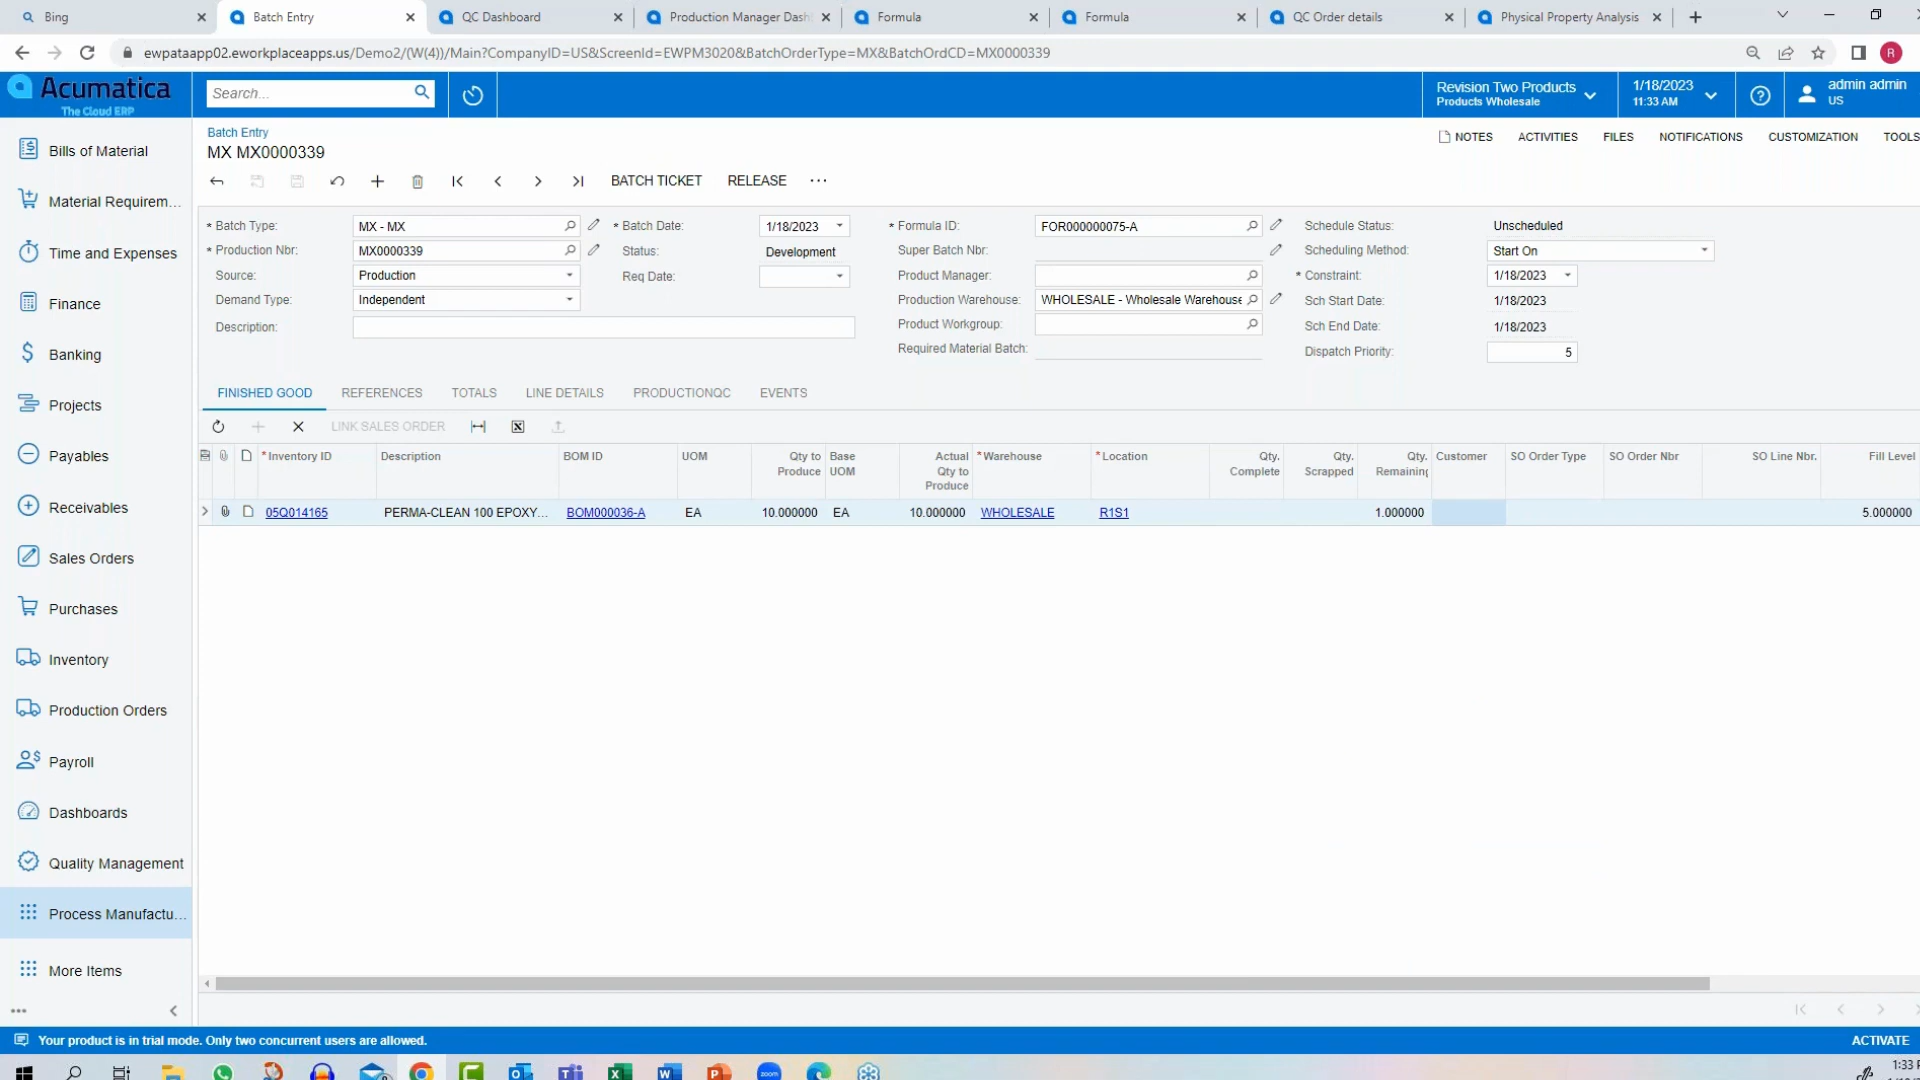 Bing
Batch Entry
QC Dashboard
Production Manager Dash
Formula
Formula
QC Order details
Physical Property Analysis
ewpataapp02.eworkplaceapps.us/Demo2/(W(4))/Main?CompanyID=US&ScreenId=EWPM3020&BatchOrderType=MX&BatchOrdCD=MX0000339
R
Acumatica
The Cloud ERP
Search...
Revision Two Products
Products Wholesale
1/18/2023
11:33 AM
admin admin
US
Bills of Material
Material Requirem...
Time and Expenses
Finance
Banking
Projects
Payables
Receivables
Sales Orders
Purchases
Inventory
Production Orders
Payroll
Dashboards
Quality Management
Process Manufactu...
More Items
Batch Entry
MX MX0000339
NOTES ACTIVITIES FILES NOTIFICATIONS CUSTOMIZATION TOOLS
BATCH TICKET RELEASE
* Batch Type: MX - MX
* Production Nbr: MX0000339
Source: Production
Demand Type: Independent
Description:
* Batch Date: 1/18/2023
Status: Development
Req Date:
* Formula ID: FOR000000075-A
Super Batch Nbr:
Product Manager:
Production Warehouse: WHOLESALE - Wholesale Warehouse
Product Workgroup:
Required Material Batch:
Schedule Status: Unscheduled
Scheduling Method: Start On
* Constraint: 1/18/2023
Sch Start Date: 1/18/2023
Sch End Date: 1/18/2023
Dispatch Priority: 5
FINISHED GOOD REFERENCES TOTALS LINE DETAILS PRODUCTIONQC EVENTS
LINK SALES ORDER
* Inventory ID Description BOM ID UOM Qty to Produce Base UOM Actual Qty to Produce * Warehouse * Location Qty. Complete Qty. Scrapped Qty. Remaining Customer SO Order Type SO Order Nbr SO Line Nbr. Fill Level
05Q014165 PERMA-CLEAN 100 EPOXY... BOM000036-A EA 10.000000 EA 10.000000 WHOLESALE R1S1 1.000000 5.000000
Your product is in trial mode. Only two concurrent users are allowed.
ACTIVATE
zoom
1:33